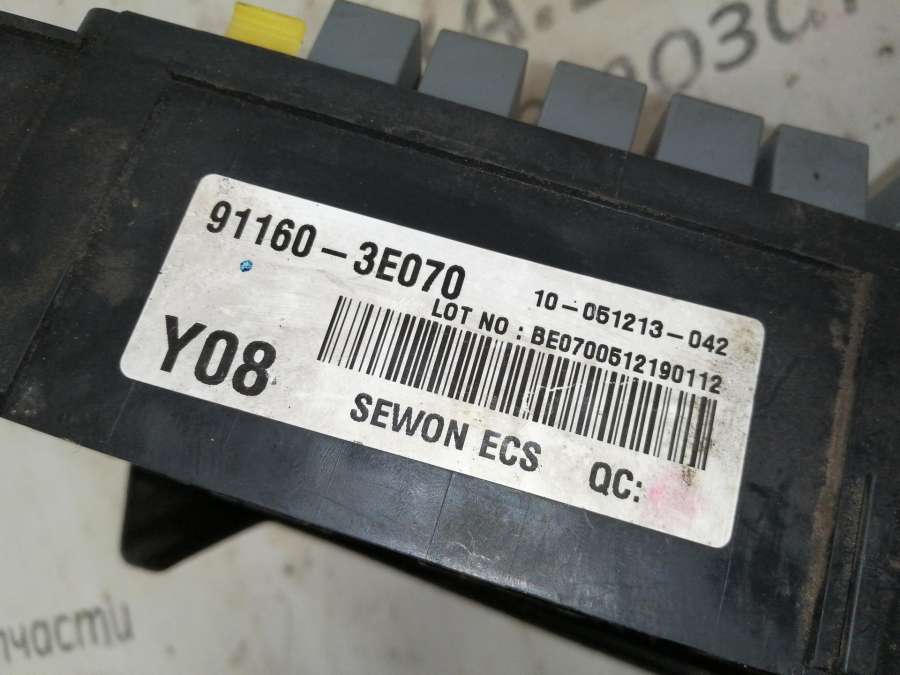 91160-3E070
10-051213-042
LOT NO : BE0700512190112
Y08
SEWON ECS
QC: